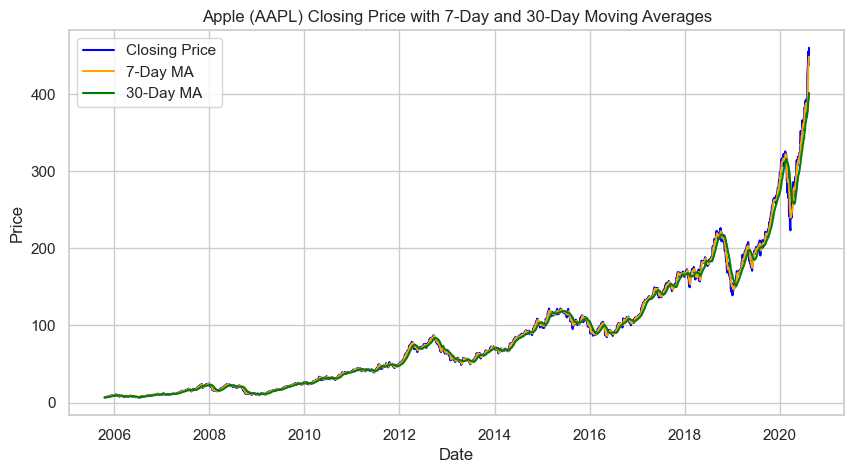 Apple (AAPL) Closing Price with 7-Day and 30-Day Moving Averages
Closing Price
7-Day MA
30-Day MA
400
300
200
100
0
Price
2006 2008 2010 2012 2014 2016 2018 2020
Date